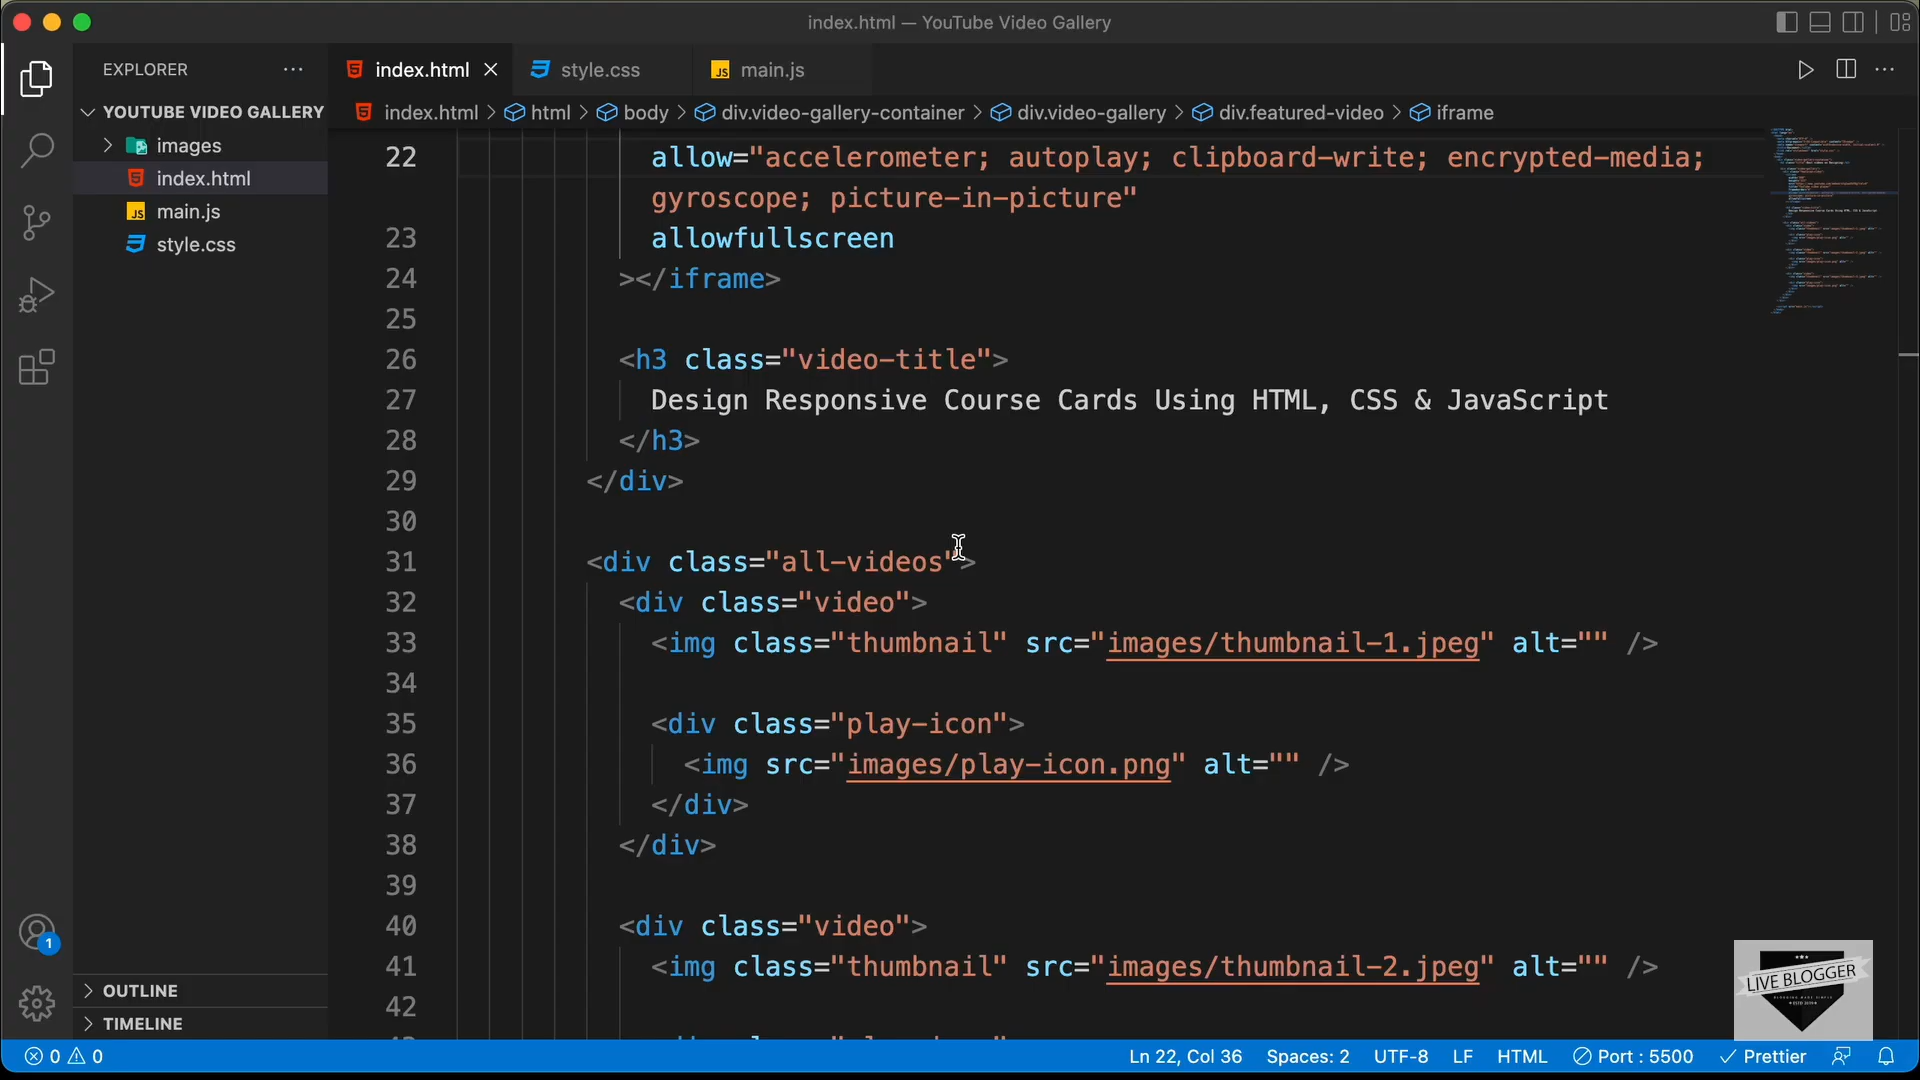 index.html — YouTube Video Gallery
EXPLORER
index.html
style.css
JS main.js
YOUTUBE VIDEO GALLERY
index.html > html > body > div.video-gallery-container > div.video-gallery > div.featured-video > iframe
images
index.html
JS main.js
style.css
22 allow="accelerometer; autoplay; clipboard-write; encrypted-media;
gyroscope; picture-in-picture"
23 allowfullscreen
24 ></iframe>
25
26 <h3 class="video-title">
27 Design Responsive Course Cards Using HTML, CSS & JavaScript
28 </h3>
29 </div>
30
31 <div class="all-videos">
32 <div class="video">
33 <img class="thumbnail" src="images/thumbnail-1.jpeg" alt="" />
34
35 <div class="play-icon">
36 <img src="images/play-icon.png" alt="" />
37 </div>
38 </div>
39
40 <div class="video">
41 <img class="thumbnail" src="images/thumbnail-2.jpeg" alt="" />
42
1
OUTLINE
TIMELINE
LIVE BLOGGER
0 0
Ln 22, Col 36 Spaces: 2 UTF-8 LF HTML Port : 5500 Prettier